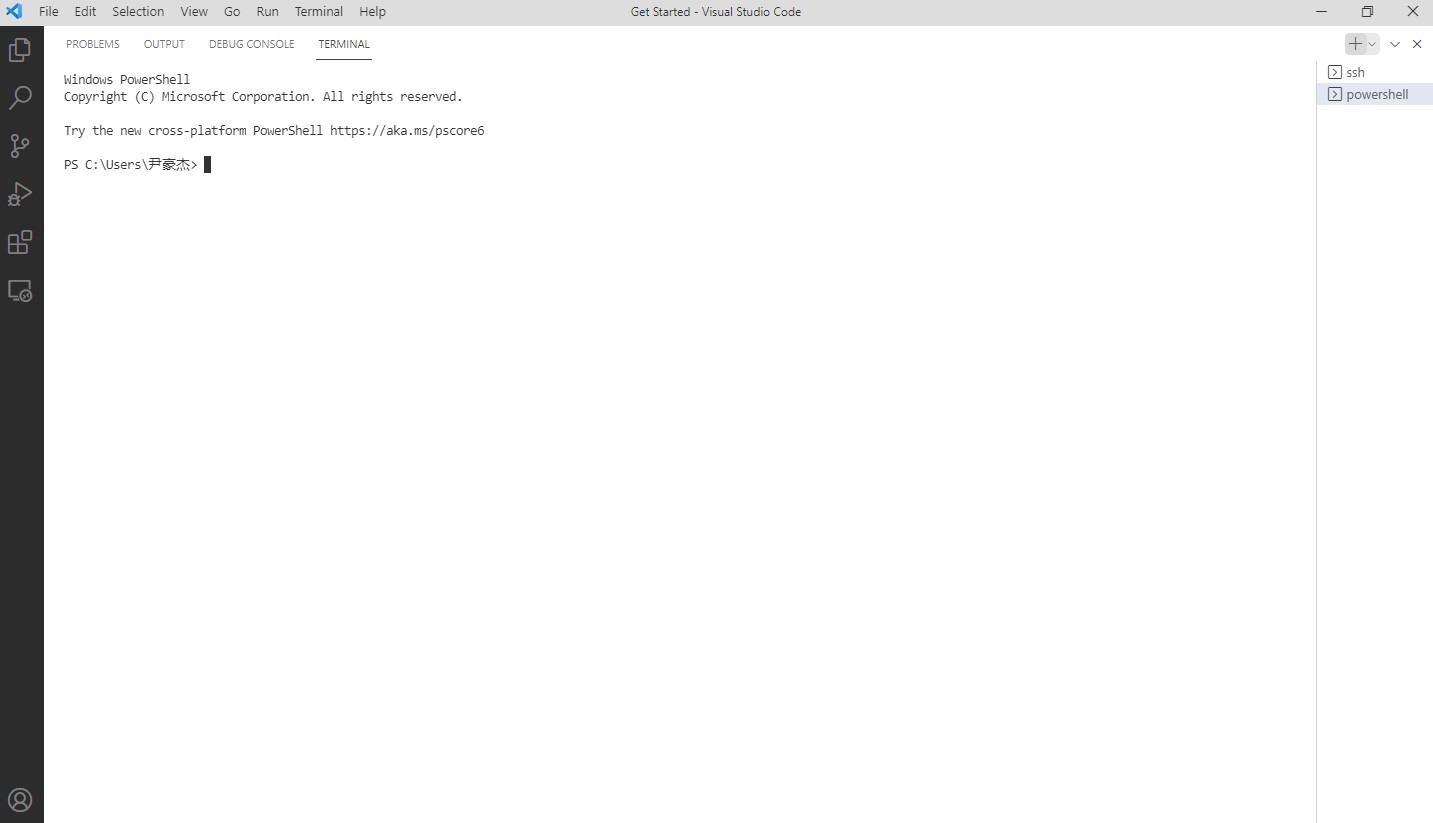 File Edit Selection View Go Run Terminal Help Get Started - Visual Studio Code
PROBLEMS OUTPUT DEBUG CONSOLE TERMINAL
Windows PowerShell
Copyright (C) Microsoft Corporation. All rights reserved.
Try the new cross-platform PowerShell https://aka.ms/pscore6
PS C:\Users\尹豪杰>
ssh
powershell